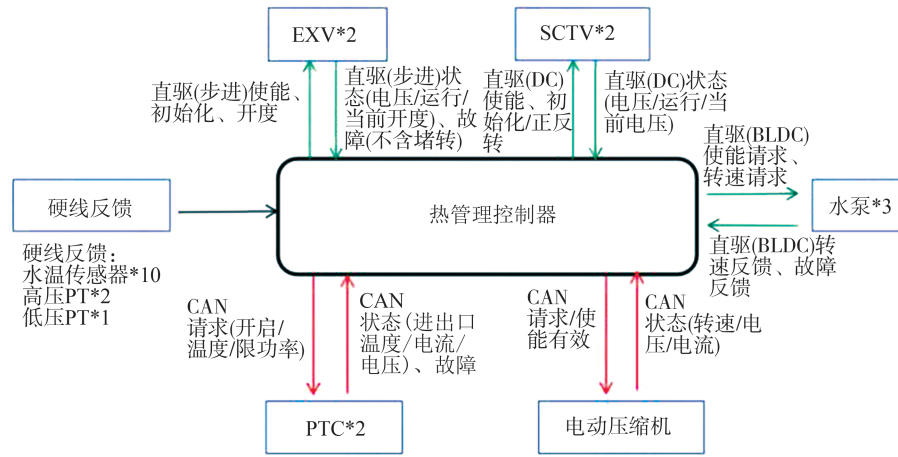 EXV*2
SCTV*2
直驱(步进)使能、
初始化、开度
直驱(步进)状
态(电压/运行/
当前开度)、故
障(不含堵转)
直驱(DC)
使能、初
始化/正反
转
直驱(DC)状态
(电压/运行/当
前电压)
直驱(BLDC)
使能请求、
转速请求
硬线反馈
热管理控制器
水泵*3
硬线反馈：
水温传感器*10
高压PT*2
低压PT*1
直驱(BLDC)转
速反馈、故障
反馈
CAN
请求(开启/
温度/限功率)
CAN
状态(进出口
温度/电流/
电压)、故障
CAN
请求/使
能有效
CAN
状态(转速/电
压/电流)
PTC*2
电动压缩机